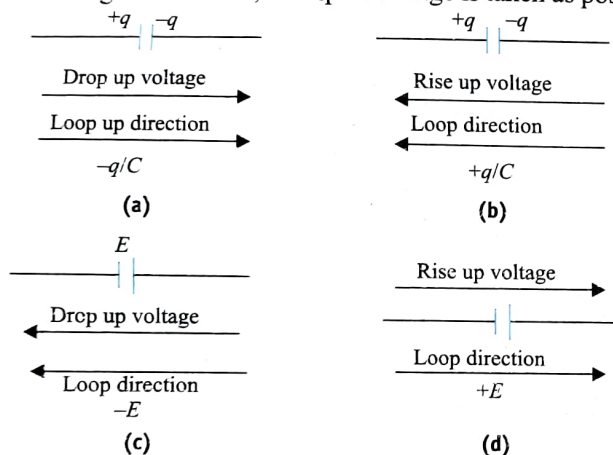 +q –q
Drop up voltage
Loop up direction
–q/C
(a)
+q –q
Rise up voltage
Loop direction
+q/C
(b)
E
Drop up voltage
Loop direction
–E
(c)
Rise up voltage
Loop direction
+E
(d)